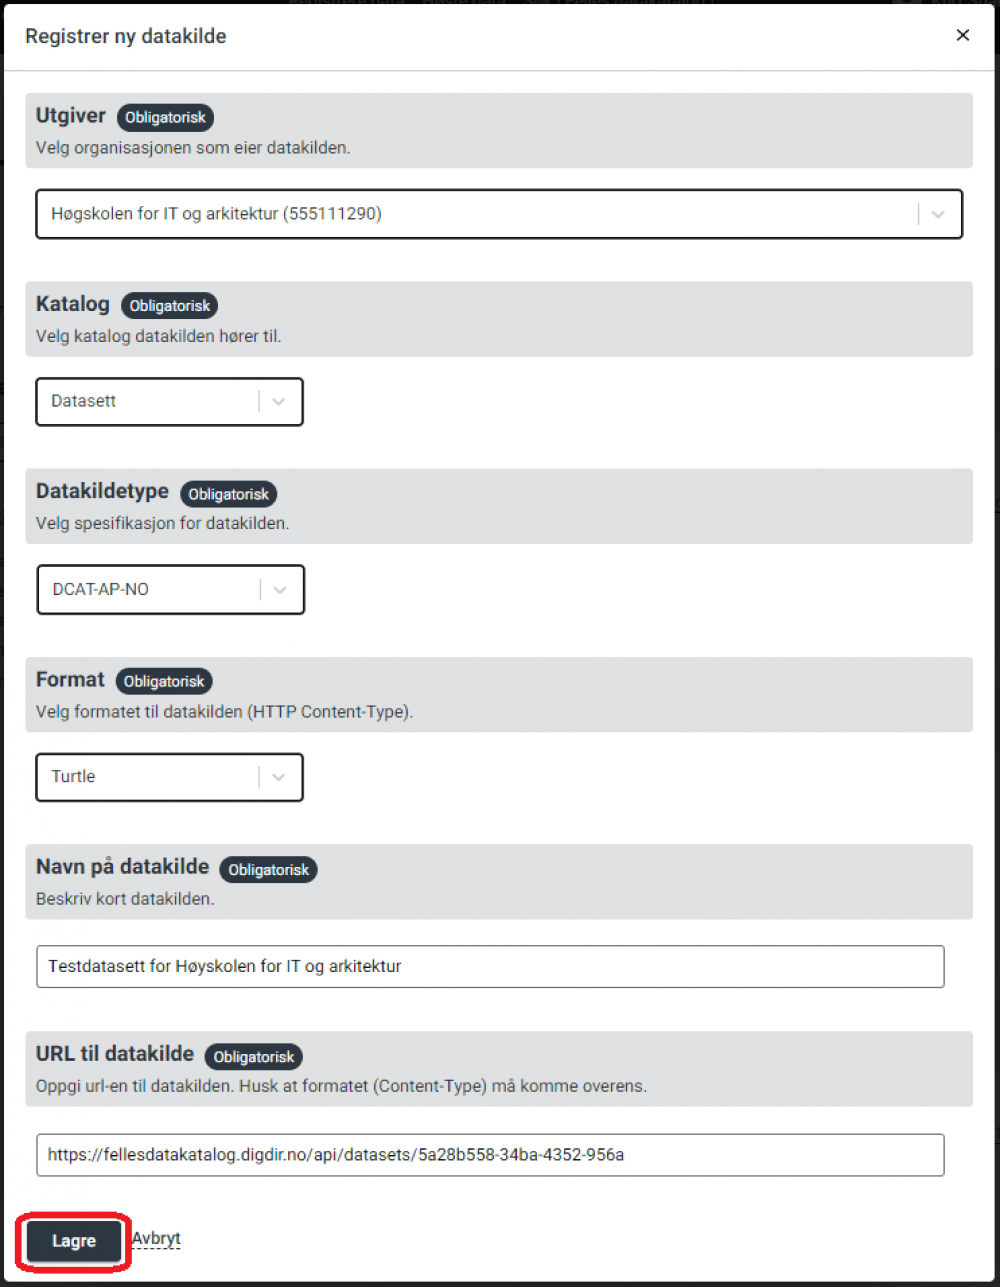 Registrer ny datakilde
Utgiver Obligatorisk
Velg organisasjonen som eier datakilden.
Høgskolen for IT og arkitektur (555111290)
Katalog Obligatorisk
Velg katalog datakilden hører til.
Datasett
Datakildetype Obligatorisk
Velg spesifikasjon for datakilden.
DCAT-AP-NO
Format Obligatorisk
Velg formatet til datakilden (HTTP Content-Type).
Turtle
Navn på datakilde Obligatorisk
Beskriv kort datakilden.
Testdatasett for Høyskolen for IT og arkitektur
URL til datakilde Obligatorisk
Oppgi url-en til datakilden. Husk at formatet (Content-Type) må komme overens.
https://fellesdatakatalog.digdir.no/api/datasets/5a28b558-34ba-4352-956a
Lagre Avbryt